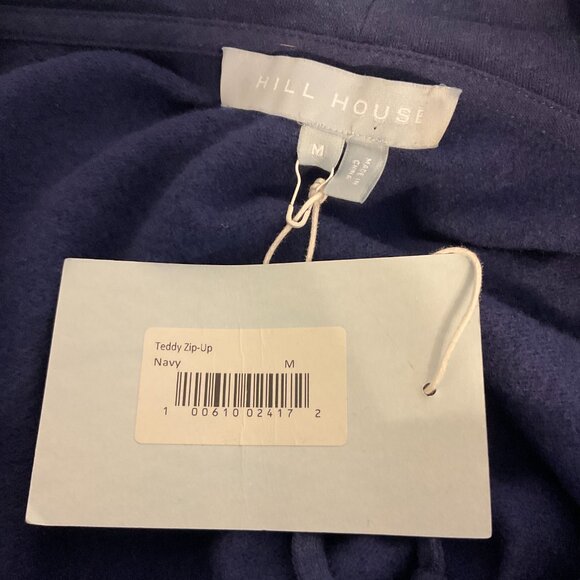 HILL HOUSE
M
MADE IN
CHINA
Teddy Zip-Up
Navy M
1 00610 02417 2